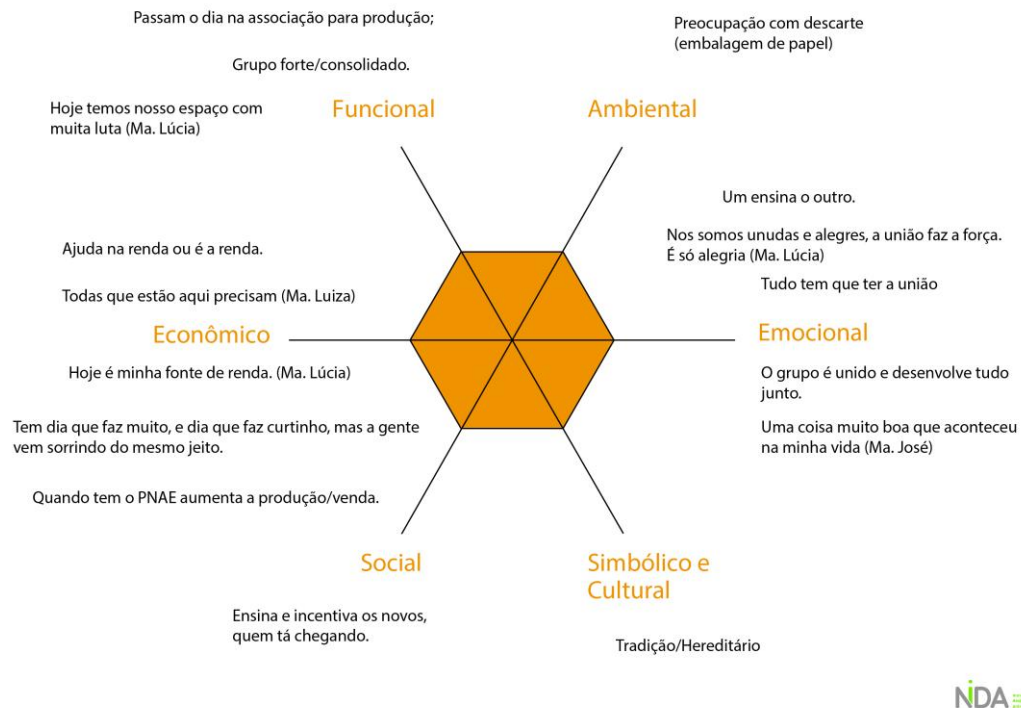 Passam o dia na associação para produção;
Grupo forte/consolidado.
Hoje temos nosso espaço com
muita luta (Ma. Lúcia)
Funcional
Preocupação com descarte
(embalagem de papel)
Ambiental
Um ensina o outro.
Nos somos unudas e alegres, a união faz a força.
É só alegria (Ma. Lúcia)
Tudo tem que ter a união
Emocional
O grupo é unido e desenvolve tudo
junto.
Uma coisa muito boa que aconteceu
na minha vida (Ma. José)
Ajuda na renda ou é a renda.
Todas que estão aqui precisam (Ma. Luiza)
Econômico
Hoje é minha fonte de renda. (Ma. Lúcia)
Tem dia que faz muito, e dia que faz curtinho, mas a gente
vem sorrindo do mesmo jeito.
Quando tem o PNAE aumenta a produção/venda.
Social
Ensina e incentiva os novos,
quem tá chegando.
Simbólico e
Cultural
Tradição/Hereditário
NIDA